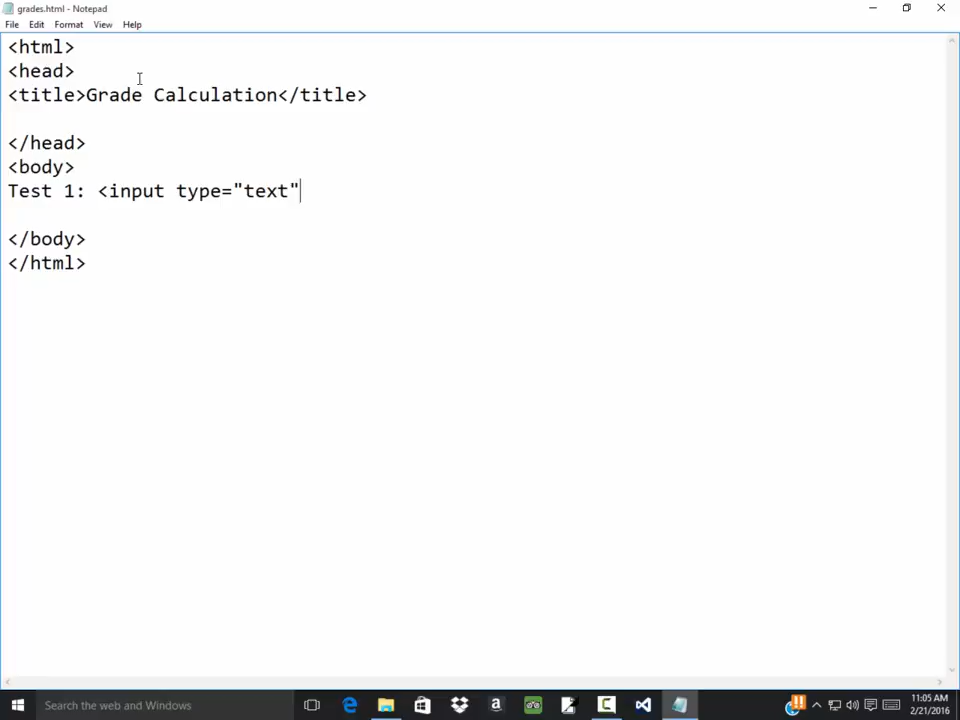 grades.html - Notepad
File Edit Format View Help
<html>
<head>
<title>Grade Calculation</title>
</head>
<body>
Test 1: <input type="text"
</body>
</html>
Search the web and Windows
11:05 AM
2/21/2016